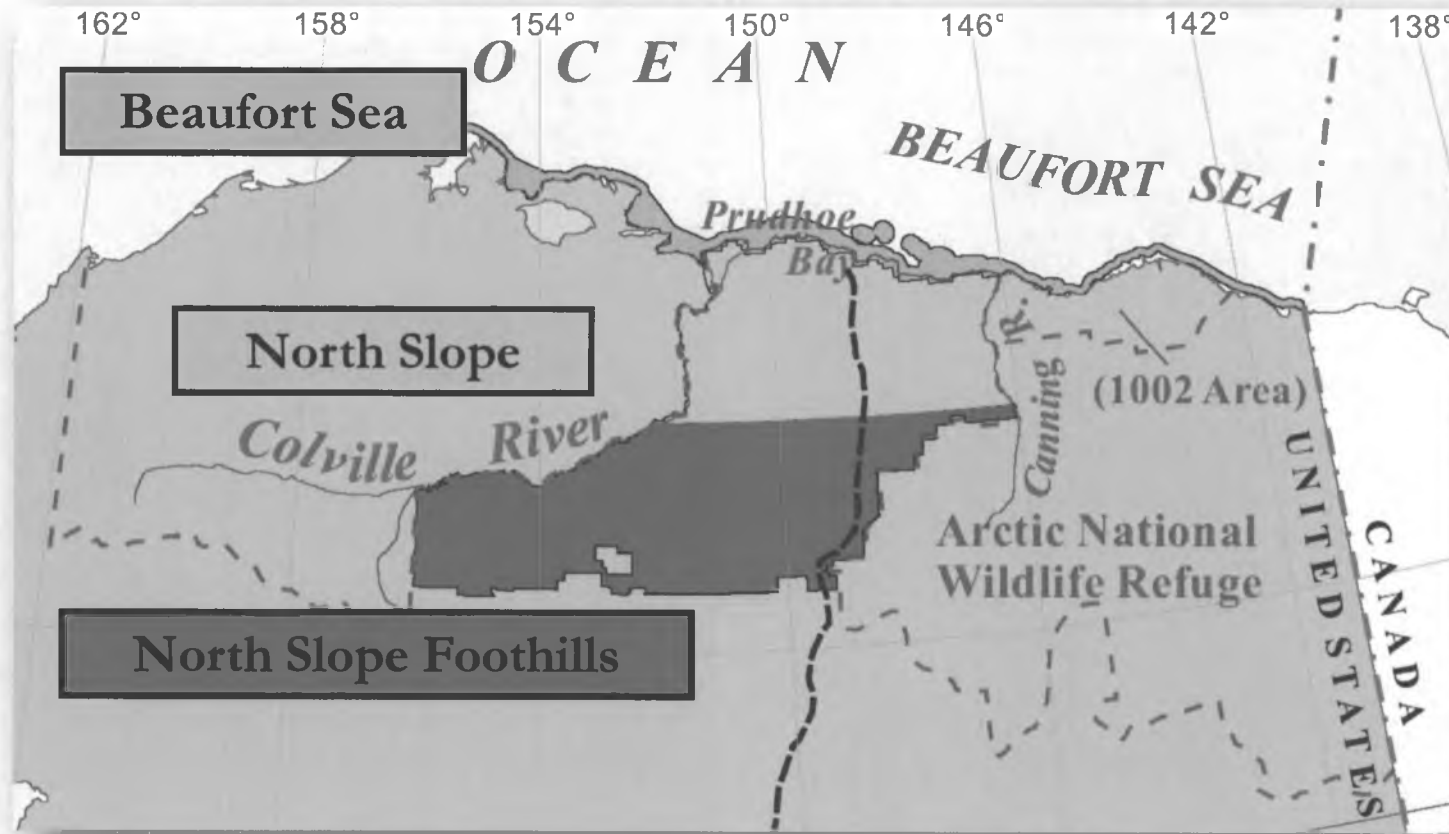 162° 158° 154° 150° 146° 142° 138°
OCEAN
Beaufort Sea
BEAUFORT SEA
Prudhoe
Bay
North Slope
Canning R.
(1002 Area)
Colville River
Arctic National
Wildlife Refuge
UNITED STATES
CANADA
North Slope Foothills